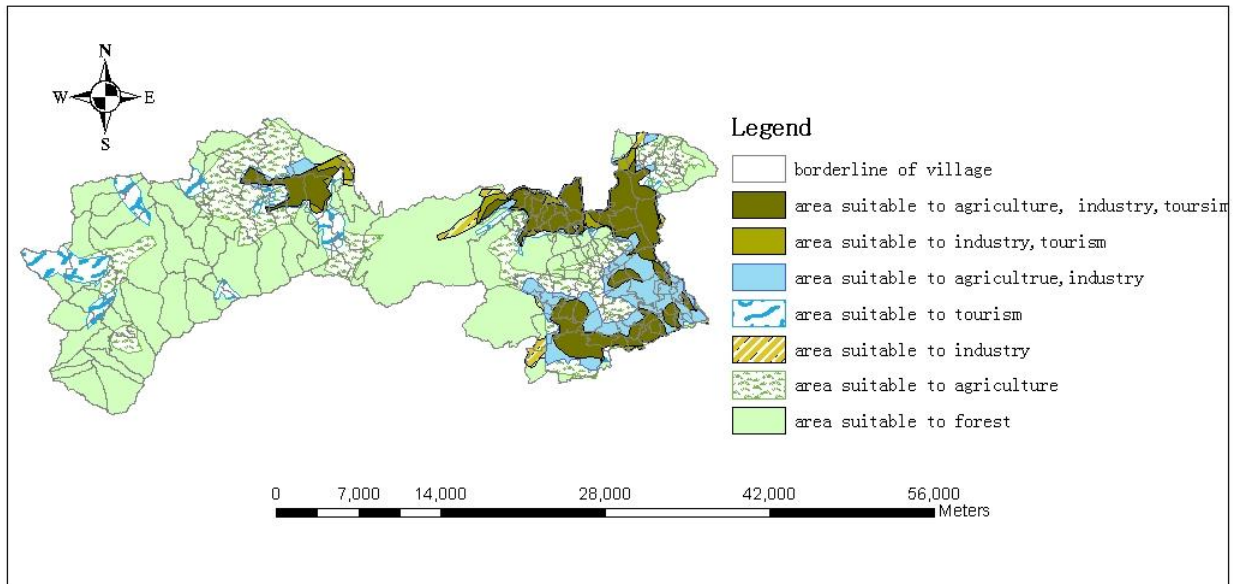 N
W E
S
Legend
borderline of village
area suitable to agriculture, industry,toursim
area suitable to industry,tourism
area suitable to agricultrue,industry
area suitable to tourism
area suitable to industry
area suitable to agriculture
area suitable to forest
0 7,000 14,000 28,000 42,000 56,000
Meters